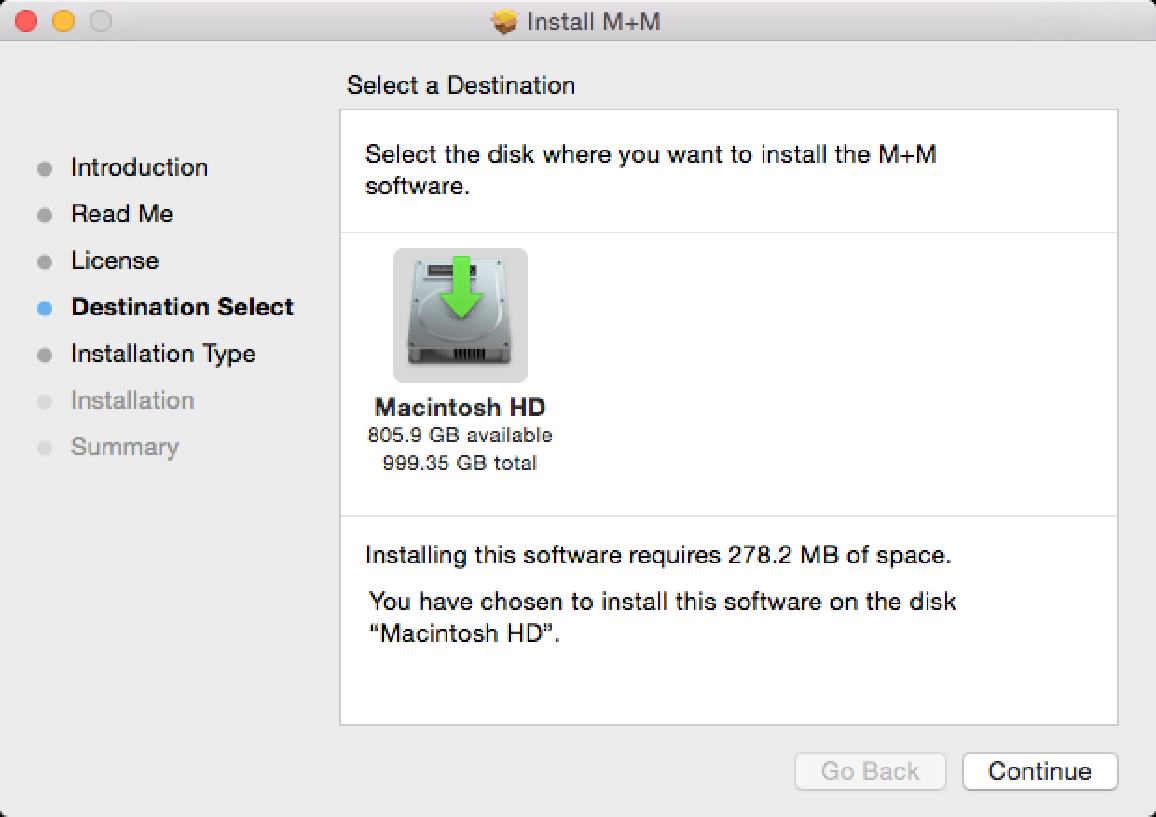 Install M+M
Select a Destination
Introduction
Read Me
License
Destination Select
Installation Type
Installation
Summary
Select the disk where you want to install the M+M
software.
Macintosh HD
805.9 GB available
999.35 GB total
Installing this software requires 278.2 MB of space.
You have chosen to install this software on the disk
“Macintosh HD”.
Go Back
Continue